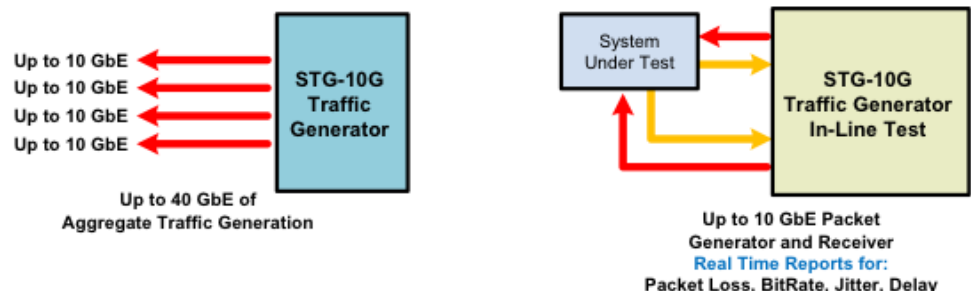 Up to 10 GbE
Up to 10 GbE
Up to 10 GbE
Up to 10 GbE
STG-10G
Traffic
Generator
Up to 40 GbE of
Aggregate Traffic Generation
System
Under Test
STG-10G
Traffic Generator
In-Line Test
Up to 10 GbE Packet
Generator and Receiver
Real Time Reports for:
Packet Loss, BitRate, Jitter, Delay